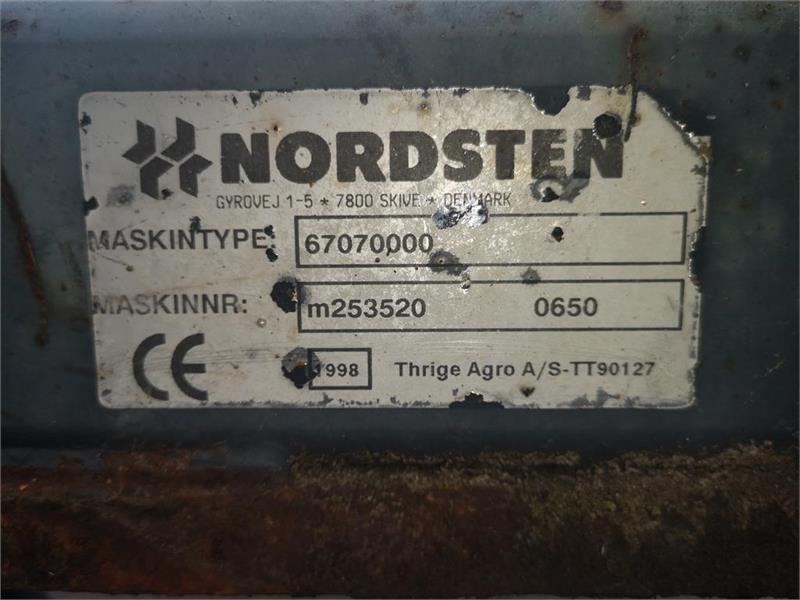 NORDSTEN
GYROVEJ 1-5 * 7800 SKIVE * DENMARK
MASKINTYPE: 67070000
MASKINNR: m253520 0650
CE 1998 Thrige Agro A/S-TT90127